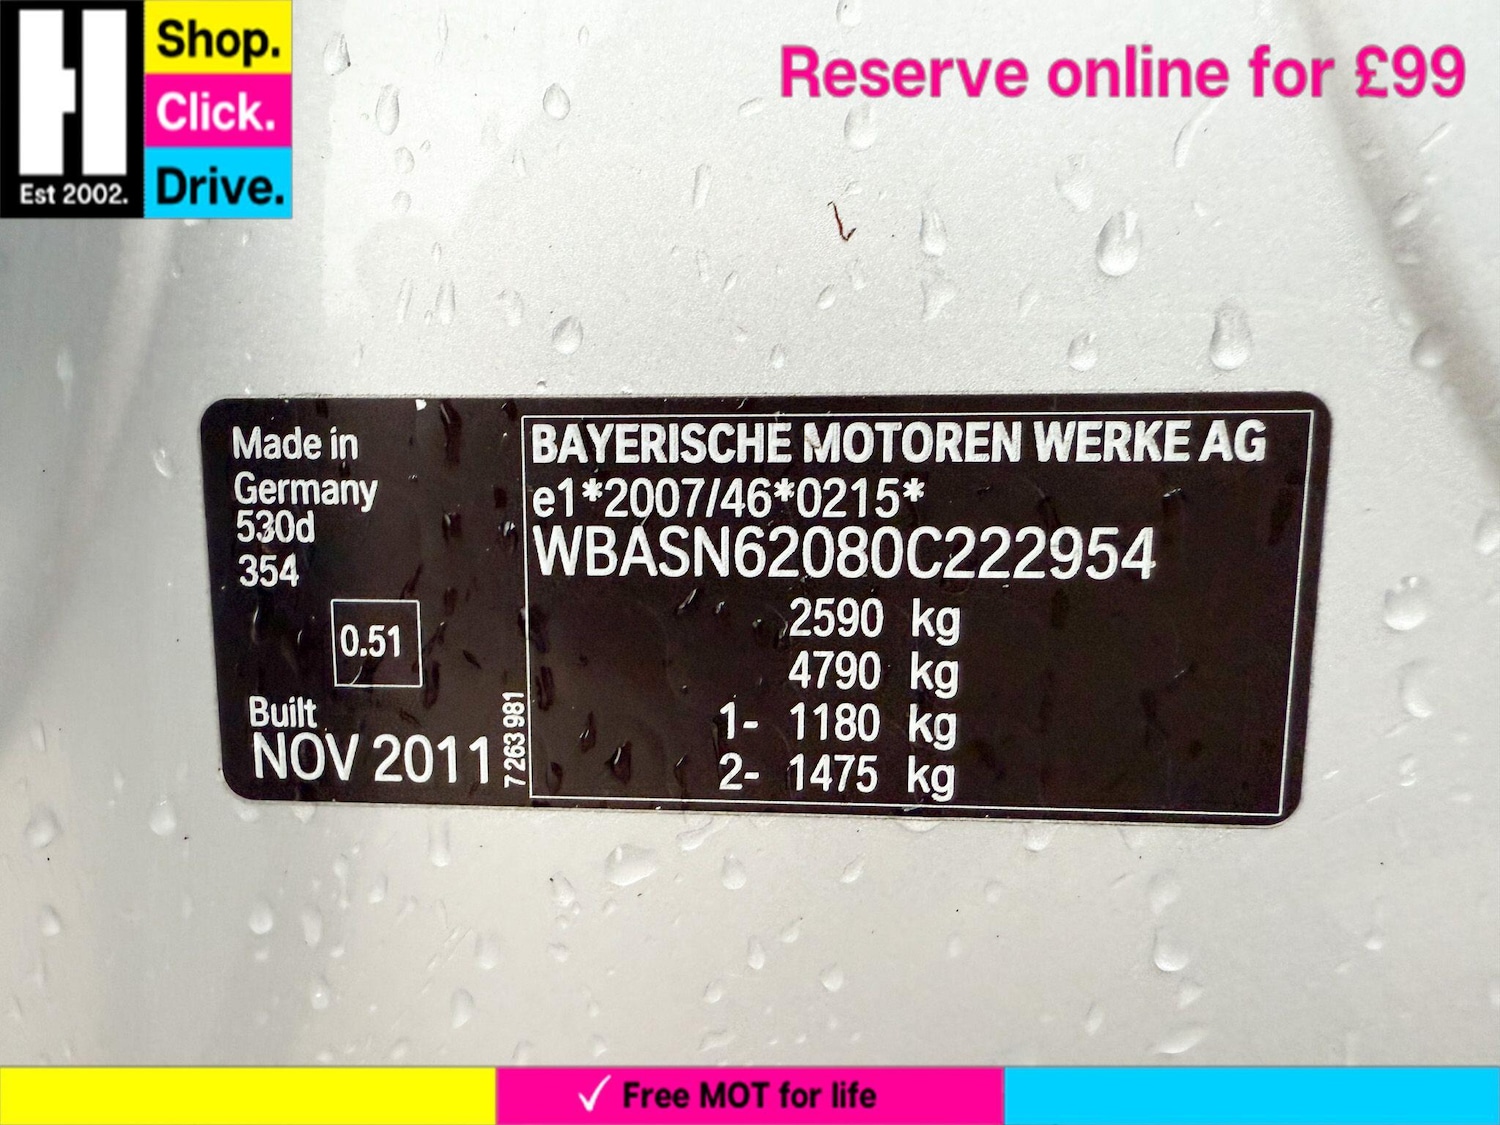 Shop.
Click.
Drive.
Est 2002.
Reserve online for £99
Made in
Germany
530d
354
0.51
Built
NOV 2011
7 263 981
BAYERISCHE MOTOREN WERKE AG
e1*2007/46*0215*
WBASN62080C222954
2590 kg
4790 kg
1- 1180 kg
2- 1475 kg
✓ Free MOT for life